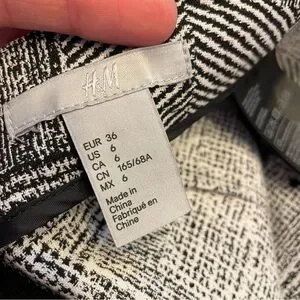 H&M
EUR 36
US 6
CA 6
CN 165/68A
MX 6
Made in
China
Fabriqué en
Chine